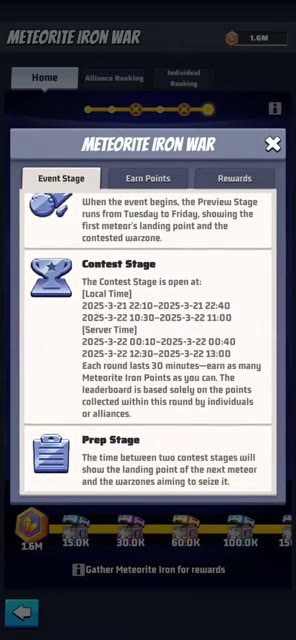 METEORITE IRON WAR
1.6M
Home
Alliance Ranking
Individual
Ranking
METEORITE IRON WAR
Event Stage
Earn Points
Rewards
When the event begins, the Preview Stage
runs from Tuesday to Friday, showing the
first meteor's landing point and the
contested warzone.
Contest Stage
The Contest Stage is open at:
[Local Time]
2025-3-21 22:10~2025-3-21 22:40
2025-3-22 10:30~2025-3-22 11:00
[Server Time]
2025-3-22 00:10~2025-3-22 00:40
2025-3-22 12:30~2025-3-22 13:00
Each round lasts 30 minutes—earn as many
Meteorite Iron Points as you can. The
leaderboard is based solely on the points
collected within this round by individuals
or alliances.
Prep Stage
The time between two contest stages will
show the landing point of the next meteor
and the warzones aiming to seize it.
1.6M
15.0K
30.0K
60.0K
100.0K
15
Gather Meteorite Iron for rewards